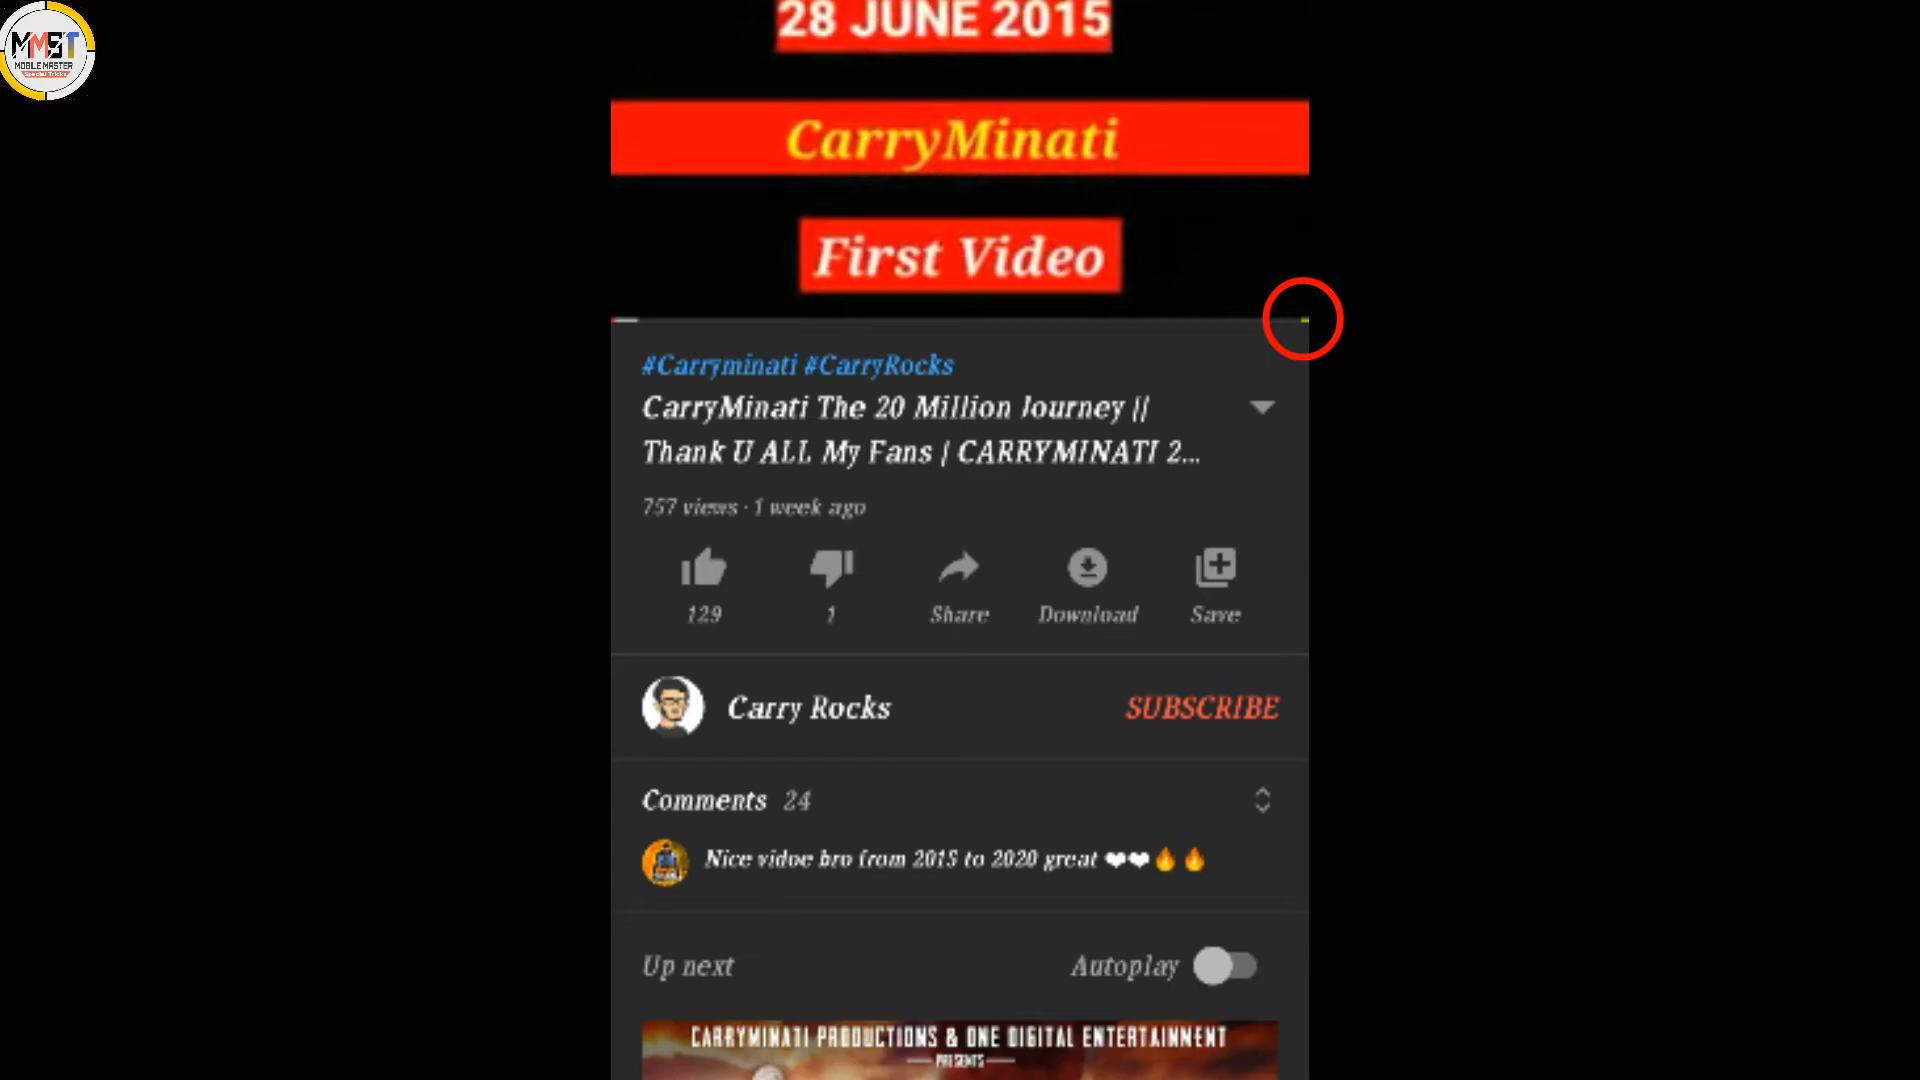 MMST
MOBILE MASTER
Special Tricks
28 JUNE 2015
CarryMinati
First Video
#Carryminati #CarryRocks
CarryMinati The 20 Million Journey ||
Thank U ALL My Fans | CARRYMINATI 2...
757 views · 1 week ago
129
1
Share
Download
Save
Carry Rocks
SUBSCRIBE
Comments 24
Nice vidoe bro from 2015 to 2020 great ❤❤🔥🔥
Up next
Autoplay
CARRYMINATI PRODUCTIONS & ONE DIGITAL ENTERTAINMENT
PRESENTS